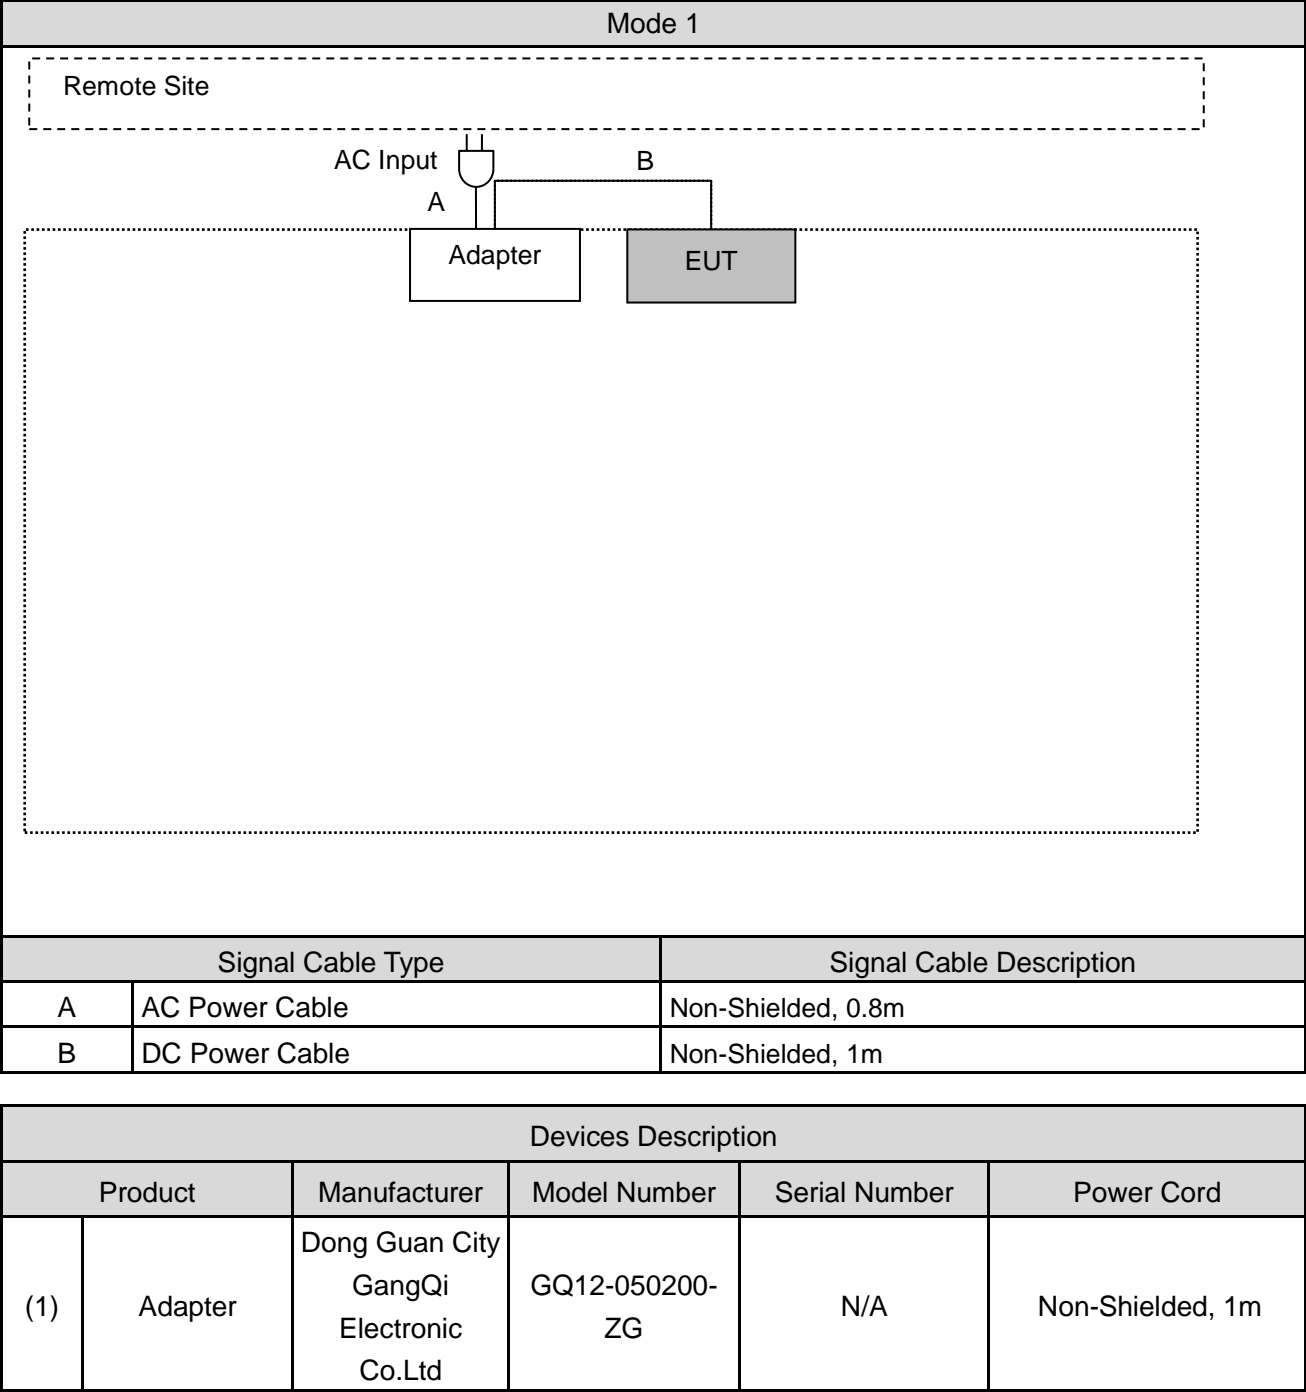 Mode 1
Remote Site
AC Input
B
A
Adapter
EUT
Signal Cable Type
Signal Cable Description
A
AC Power Cable
Non-Shielded, 0.8m
B
DC Power Cable
Non-Shielded, 1m
Devices Description
Product
Manufacturer
Model Number
Serial Number
Power Cord
(1)
Adapter
Dong Guan City
GangQi
Electronic
Co.Ltd
GQ12-050200-
ZG
N/A
Non-Shielded, 1m